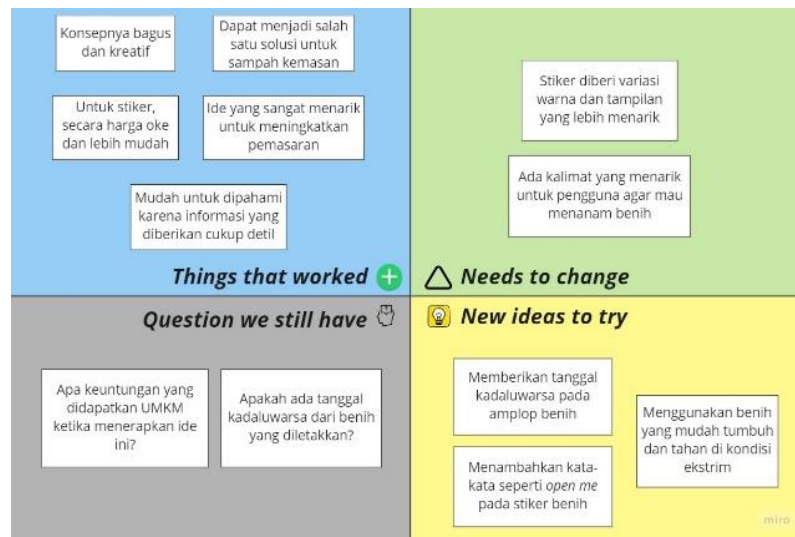 Konsepnya bagus
dan kreatif
Dapat menjadi salah
satu solusi untuk
sampah kemasan
Untuk stiker,
secara harga oke
dan lebih mudah
Ide yang sangat menarik
untuk meningkatkan
pemasaran
Mudah untuk dipahami
karena informasi yang
diberikan cukup detil
Things that worked
Stiker diberi variasi
warna dan tampilan
yang lebih menarik
Ada kalimat yang menarik
untuk pengguna agar mau
menanam benih
Needs to change
Question we still have
Apa keuntungan yang
didapatkan UMKM
ketika menerapkan ide
ini?
Apakah ada tanggal
kadaluwarsa dari benih
yang diletakkan?
New ideas to try
Memberikan tanggal
kadaluwarsa pada
amplop benih
Menggunakan benih
yang mudah tumbuh
dan tahan di kondisi
ekstrim
Menambahkan kata-
kata seperti open me
pada stiker benih
miro